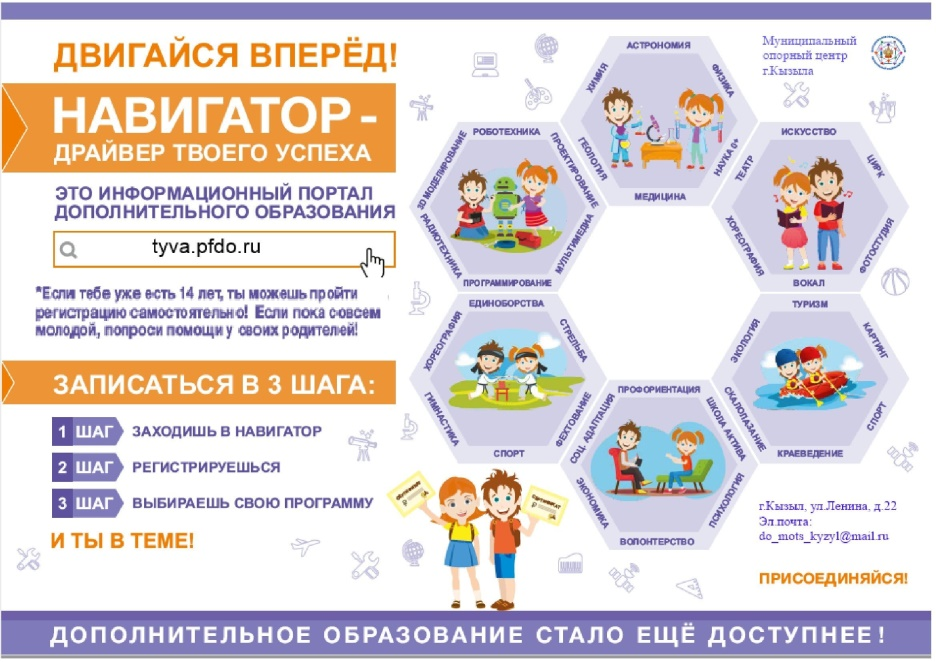 ДВИГАЙСЯ ВПЕРЁД!
НАВИГАТОР -
ДРАЙВЕР ТВОЕГО УСПЕХА
ЭТО ИНФОРМАЦИОННЫЙ ПОРТАЛ
ДОПОЛНИТЕЛЬНОГО ОБРАЗОВАНИЯ
tyva.pfdo.ru
*Если тебе уже есть 14 лет, ты можешь пройти
регистрацию самостоятельно! Если пока совсем
молодой, попроси помощи у своих родителей!
ЗАПИСАТЬСЯ В 3 ШАГА:
1 ШАГ ЗАХОДИШЬ В НАВИГАТОР
2 ШАГ РЕГИСТРИРУЕШЬСЯ
3 ШАГ ВЫБИРАЕШЬ СВОЮ ПРОГРАММУ
И ТЫ В ТЕМЕ!
АСТРОНОМИЯ
ХИМИЯ
ФИЗИКА
ГЕОЛОГИЯ
НАУКА 0+
МЕДИЦИНА
РОБОТЕХНИКА
3D МОДЕЛИРОВАНИЕ
ПРОЕКТИРОВАНИЕ
РАДИОТЕХНИКА
МУЛЬТИМЕДИА
ПРОГРАММИРОВАНИЕ
ИСКУССТВО
ТЕАТР
ЦИРК
ХОРЕОГРАФИЯ
ФОТОСТУДИЯ
ВОКАЛ
ЕДИНОБОРСТВА
ХОРЕОГРАФИЯ
СТРЕЛЬБА
ГИМНАСТИКА
ФЕХТОВАНИЕ
СПОРТ
ТУРИЗМ
ЭКОЛОГИЯ
КАРТИНГ
СКАЛОЛАЗАНИЕ
СПОРТ
КРАЕВЕДЕНИЕ
ПРОФОРИЕНТАЦИЯ
СОЦ. АДАПТАЦИЯ
ШКОЛА АКТИВА
ЭКОНОМИКА
ПСИХОЛОГИЯ
ВОЛОНТЕРСТВО
Муниципальный
опорный центр
г.Кызыла
Сертификат
г.Кызыл, ул.Ленина, д.22
Эл.почта:
do_mots_kyzyl@mail.ru
ПРИСОЕДИНЯЙСЯ!
ДОПОЛНИТЕЛЬНОЕ ОБРАЗОВАНИЕ СТАЛО ЕЩЁ ДОСТУПНЕЕ!